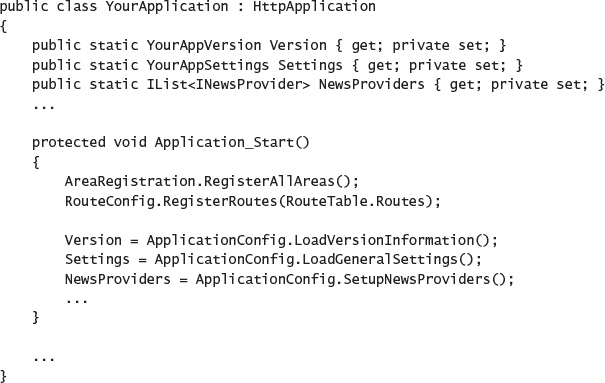 public class YourApplication : HttpApplication
{
    public static YourAppVersion Version { get; private set; }
    public static YourAppSettings Settings { get; private set; }
    public static IList<INewsProvider> NewsProviders { get; private set; }
    ...
    protected void Application_Start()
    {
        AreaRegistration.RegisterAllAreas();
        RouteConfig.RegisterRoutes(RouteTable.Routes);
        Version = ApplicationConfig.LoadVersionInformation();
        Settings = ApplicationConfig.LoadGeneralSettings();
        NewsProviders = ApplicationConfig.SetupNewsProviders();
        ...
    }
    ...
}